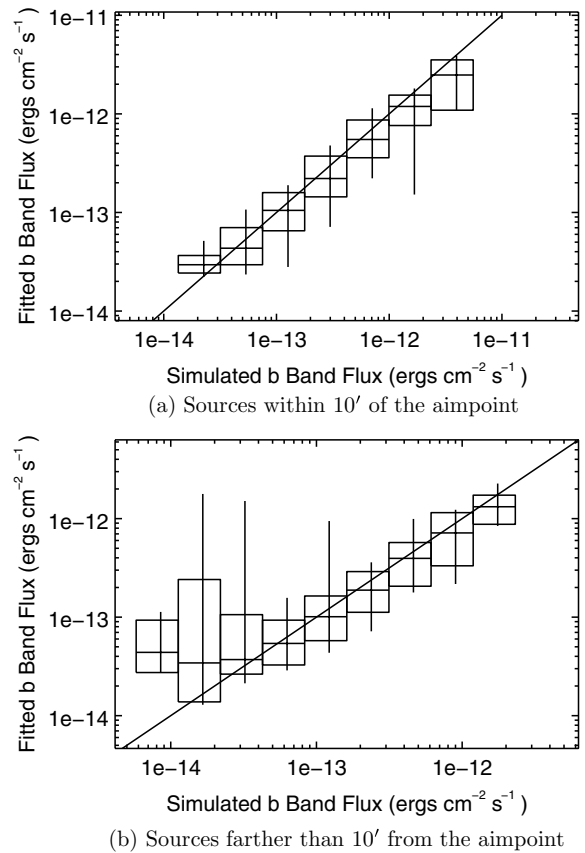 1e−11
1e−12
1e−13
1e−14
Fitted b Band Flux (ergs cm⁻² s⁻¹ )
1e−14 1e−13 1e−12 1e−11
Simulated b Band Flux (ergs cm⁻² s⁻¹ )
(a) Sources within 10′ of the aimpoint
1e−12
1e−13
1e−14
Fitted b Band Flux (ergs cm⁻² s⁻¹ )
1e−14 1e−13 1e−12
Simulated b Band Flux (ergs cm⁻² s⁻¹ )
(b) Sources farther than 10′ from the aimpoint